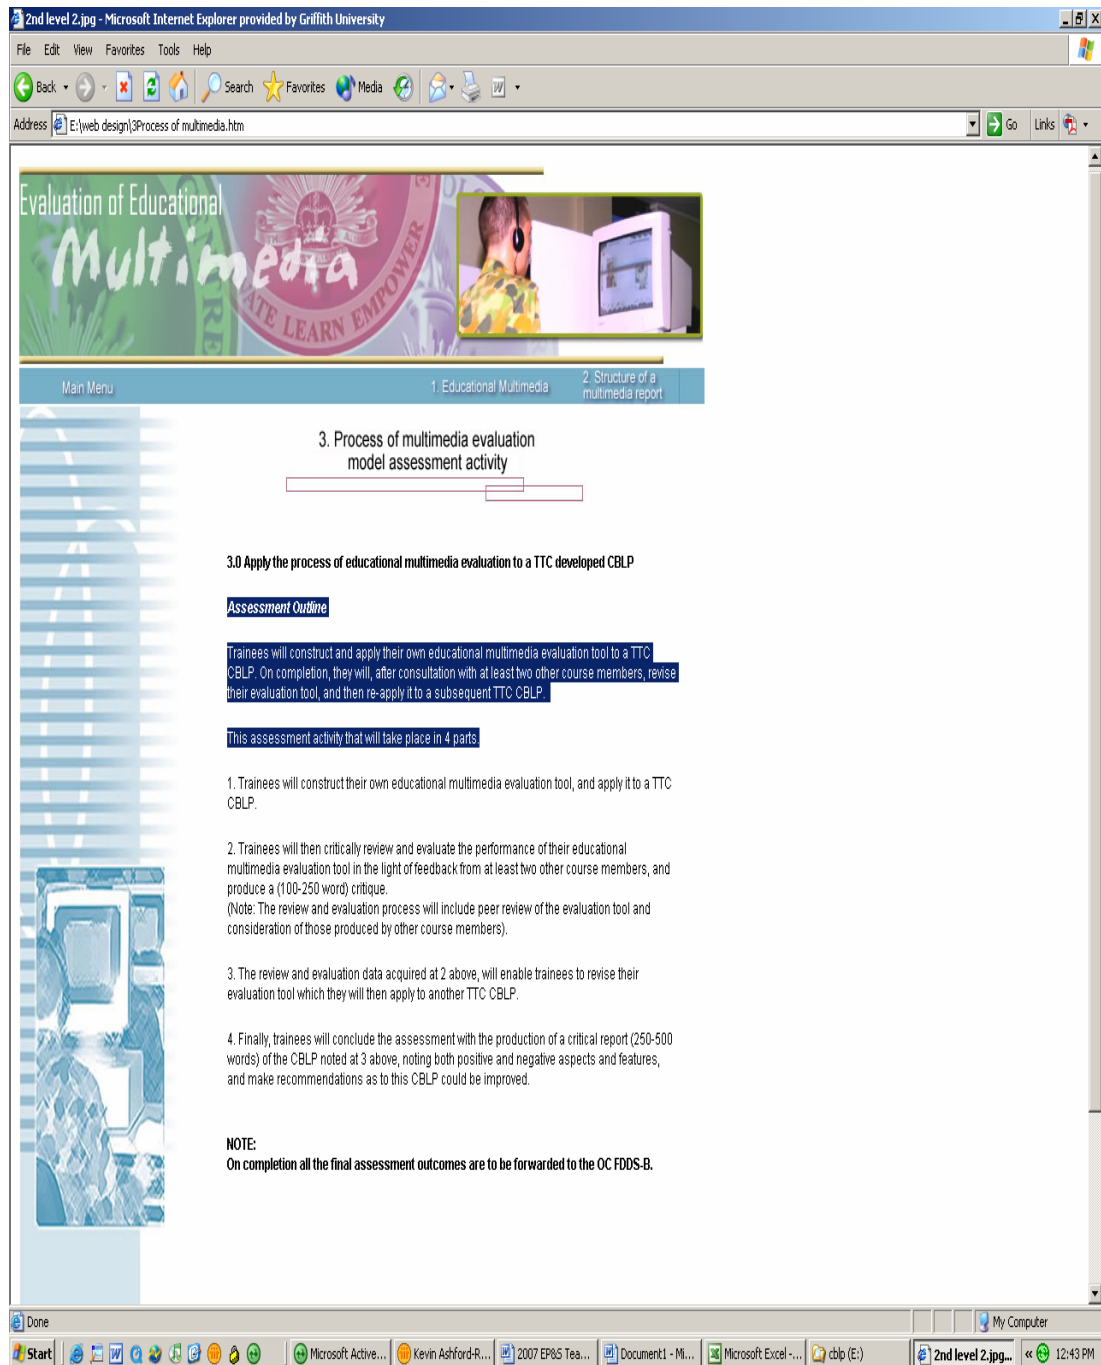 2nd level 2.jpg - Microsoft Internet Explorer provided by Griffith University
File Edit View Favorites Tools Help
Back Search Favorites Media
Address E:\web design\3Process of multimedia.htm Go Links
Evaluation of Educational
Multimedia
ATE LEARN EMPOWER
Main Menu 1. Educational Multimedia 2. Structure of a
multimedia report
3. Process of multimedia evaluation
model assessment activity
3.0 Apply the process of educational multimedia evaluation to a TTC developed CBLP
Assessment Outline
Trainees will construct and apply their own educational multimedia evaluation tool to a TTC
CBLP. On completion, they will, after consultation with at least two other course members, revise
their evaluation tool, and then re-apply it to a subsequent TTC CBLP.
This assessment activity that will take place in 4 parts.
1. Trainees will construct their own educational multimedia evaluation tool, and apply it to a TTC
CBLP.
2. Trainees will then critically review and evaluate the performance of their educational
multimedia evaluation tool in the light of feedback from at least two other course members, and
produce a (100-250 word) critique.
(Note: The review and evaluation process will include peer review of the evaluation tool and
consideration of those produced by other course members).
3. The review and evaluation data acquired at 2 above, will enable trainees to revise their
evaluation tool which they will then apply to another TTC CBLP.
4. Finally, trainees will conclude the assessment with the production of a critical report (250-500
words) of the CBLP noted at 3 above, noting both positive and negative aspects and features,
and make recommendations as to this CBLP could be improved.
NOTE:
On completion all the final assessment outcomes are to be forwarded to the OC FDDS-B.
Done My Computer
Start Microsoft Active... Kevin Ashford-R... 2007 EP&S Tea... Document1 - Mi... Microsoft Excel -... cblp (E:) 2nd level 2.jpg... « 12:43 PM